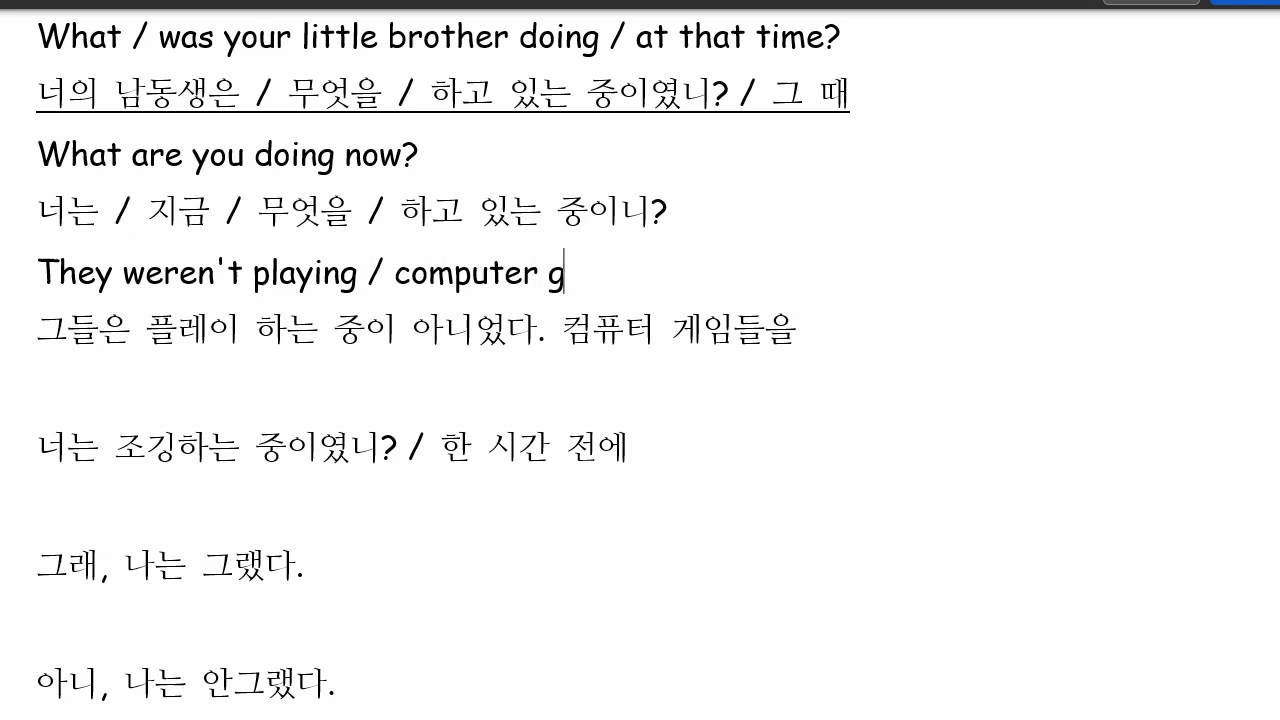 What / was your little brother doing / at that time?
너의 남동생은 / 무엇을 / 하고 있는 중이였니? / 그 때
What are you doing now?
너는 / 지금 / 무엇을 / 하고 있는 중이니?
They weren't playing / computer g
그들은 플레이 하는 중이 아니었다. 컴퓨터 게임들을
너는 조깅하는 중이였니? / 한 시간 전에
그래, 나는 그랬다.
아니, 나는 안그랬다.